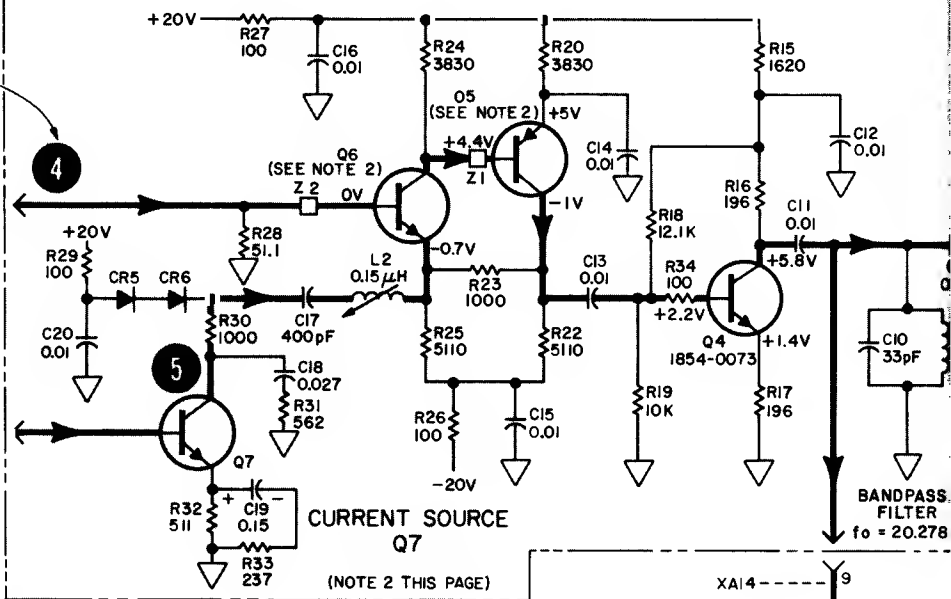 +20V
R27
100
C16
0.01
R24
3830
R20
3830
R15
1620
O5
(SEE NOTE 2)
+5V
+4.4V
Z1
C14
0.01
C12
0.01
4
Q6
(SEE NOTE 2)
Z2
0V
-1V
R16
196
C11
0.01
R28
51.1
-0.7V
R18
12.1K
+20V
R29
100
CR5
CR6
L2
0.15µH
R23
1000
C13
0.01
R34
100
+5.8V
+2.2V
Q4
1854-0073
+1.4V
C20
0.01
R30
1000
C17
400pF
R25
5110
R22
5110
C10
33pF
5
C18
0.027
R31
562
R26
100
C15
0.01
R19
10K
R17
196
Q7
-20V
R32
511
+
-
C19
0.15
R33
237
CURRENT SOURCE
Q7
(NOTE 2 THIS PAGE)
BANDPASS
FILTER
fo = 20.278
XA14
9